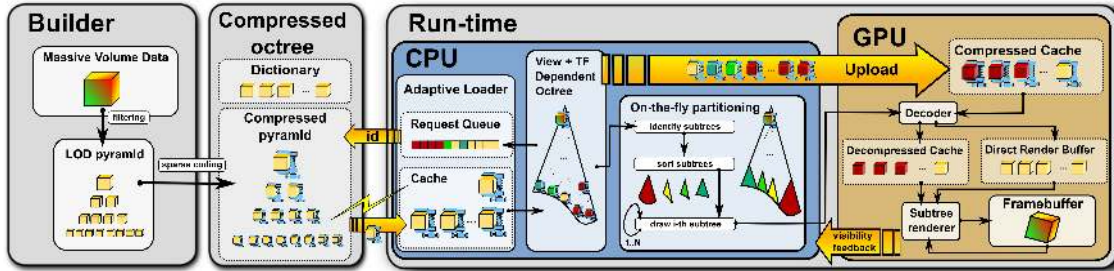 Builder
Massive Volume Data
filtering
LOD pyramid
sparse coding
Compressed
octree
Dictionary
...
Compressed
pyramid
id
Run-time
CPU
Adaptive Loader
Request Queue
Cache
...
View + TF
Dependent
Octree
...
...
Upload
On-the-fly partitioning
identify subtrees
sort subtrees
...
draw i-th subtree
1..N
...
visibility
feedback
GPU
Compressed Cache
...
Decoder
Decompressed Cache
...
Direct Render Buffer
...
Subtree
renderer
Framebuffer